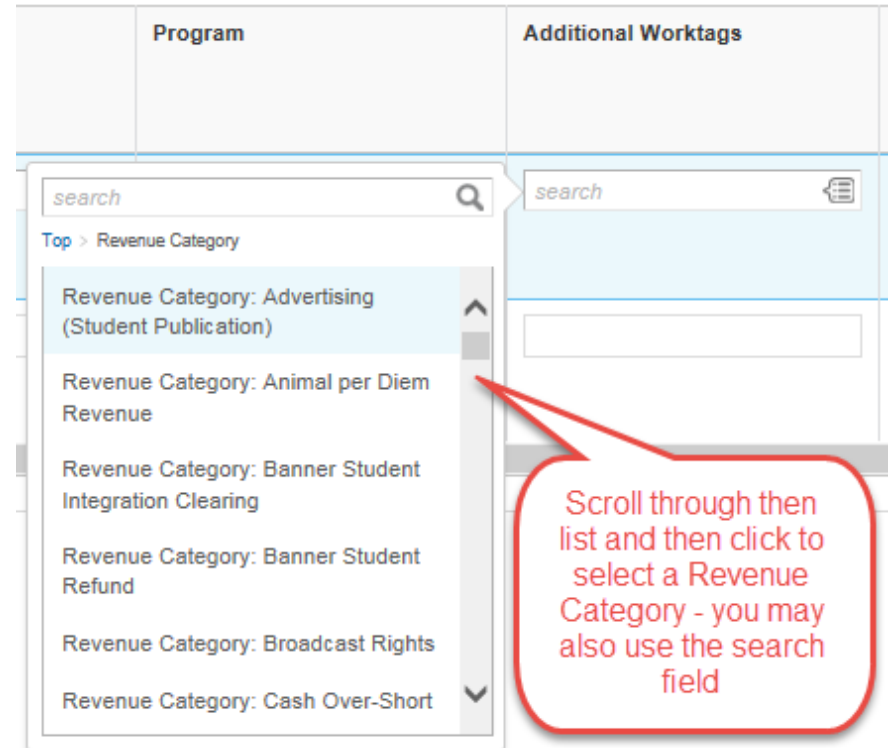 Program
Additional Worktags
search
search
Top > Revenue Category
Revenue Category: Advertising
(Student Publication)
Revenue Category: Animal per Diem
Revenue
Revenue Category: Banner Student
Integration Clearing
Revenue Category: Banner Student
Refund
Revenue Category: Broadcast Rights
Revenue Category: Cash Over-Short
Scroll through then
list and then click to
select a Revenue
Category - you may
also use the search
field